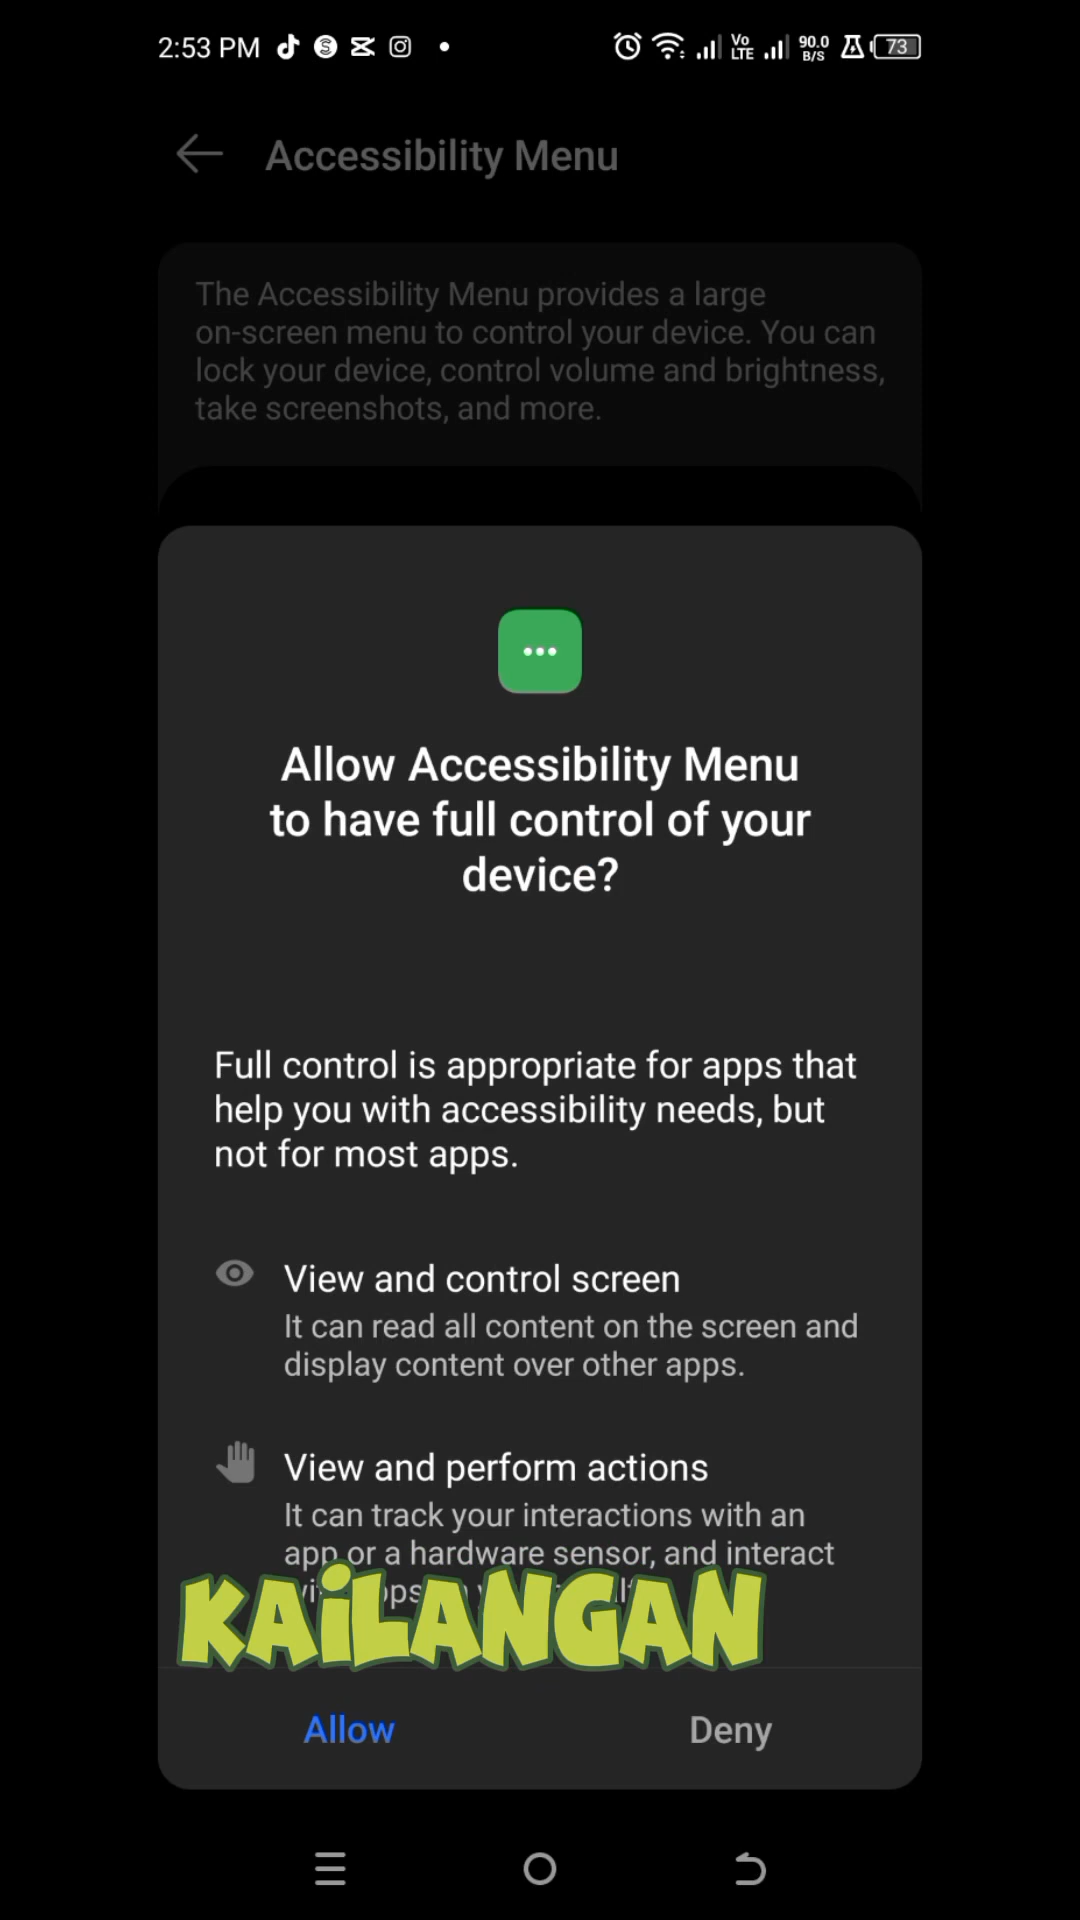 2:53 PM
Vo LTE
90.0 B/S
73
Accessibility Menu
The Accessibility Menu provides a large
on-screen menu to control your device. You can
lock your device, control volume and brightness,
take screenshots, and more.
Allow Accessibility Menu
to have full control of your
device?
Full control is appropriate for apps that
help you with accessibility needs, but
not for most apps.
View and control screen
It can read all content on the screen and
display content over other apps.
View and perform actions
It can track your interactions with an
app or a hardware sensor, and interact
KAiLANGAN
Allow
Deny